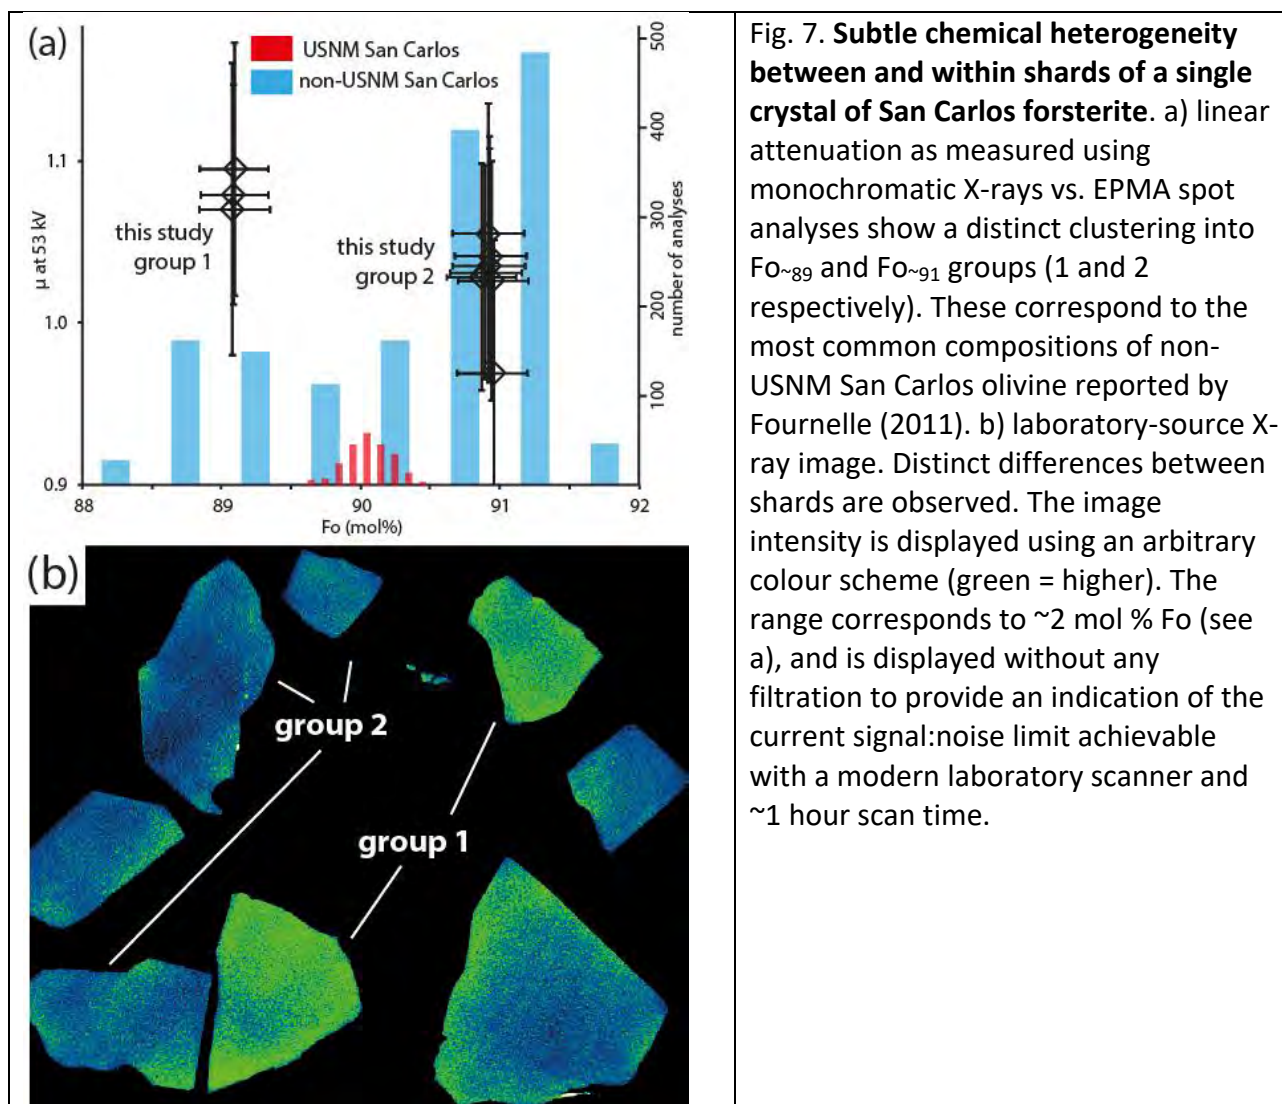 (a)
USNM San Carlos
non-USNM San Carlos
500
400
300
200
100
number of analyses
1.1
1.0
0.9
µ at 53 kV
this study
group 1
this study
group 2
88
89
90
91
92
Fo (mol%)
(b)
group 2
group 1
Fig. 7. Subtle chemical heterogeneity
between and within shards of a single
crystal of San Carlos forsterite. a) linear
attenuation as measured using
monochromatic X-rays vs. EPMA spot
analyses show a distinct clustering into
Fo~89 and Fo~91 groups (1 and 2
respectively). These correspond to the
most common compositions of non-
USNM San Carlos olivine reported by
Fournelle (2011). b) laboratory-source X-
ray image. Distinct differences between
shards are observed. The image
intensity is displayed using an arbitrary
colour scheme (green = higher). The
range corresponds to ~2 mol % Fo (see
a), and is displayed without any
filtration to provide an indication of the
current signal:noise limit achievable
with a modern laboratory scanner and
~1 hour scan time.